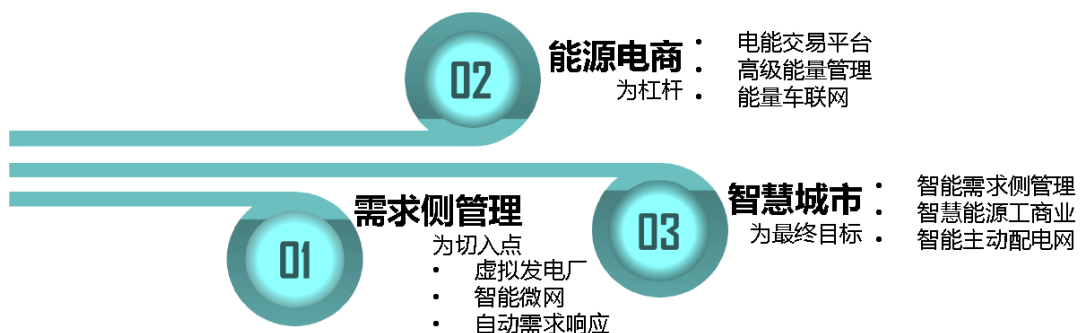 02
能源电商
为杠杆
• 电能交易平台
• 高级能量管理
• 能量车联网
01
需求侧管理
为切入点
• 虚拟发电厂
• 智能微网
• 自动需求响应
03
智慧城市
为最终目标
• 智能需求侧管理
• 智慧能源工商业
• 智能主动配电网